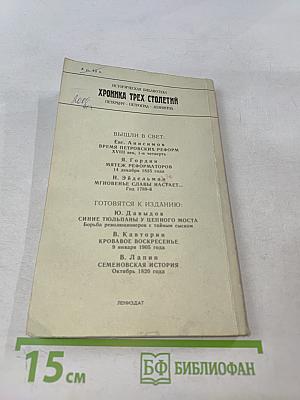 ИСТОРИЧЕСКАЯ БИБЛИОТЕКА
ХРОНИКА ТРЕХ СТОЛЕТИЙ
ПЕТЕРБУРГ - ПЕТРОГРАД - ЛЕНИНГРАД
ВЫШЛИ В СВЕТ:
Евг. Анисимов
ВРЕМЯ ПЕТРОВСКИХ РЕФОРМ
XVIII век, 1-я четверть
Я. Гордин
МЯТЕЖ РЕФОРМАТОРОВ
14 декабря 1825 года
Н. Эйдельман
МГНОВЕНЬЕ СЛАВЫ НАСТАЕТ...
Год 1789-й
ГОТОВЯТСЯ К ИЗДАНИЮ:
Ю. Давыдов
СИНИЕ ТЮЛЬПАНЫ У ЦЕПНОГО МОСТА
Борьба революционеров с тайным сыском
В. Кавторин
КРОВАВОЕ ВОСКРЕСЕНЬЕ
9 января 1905 года
В. Лапин
СЕМЕНОВСКАЯ ИСТОРИЯ
Октябрь 1820 года
ЛЕНИЗДАТ
15 см
БФ БИБЛИОФАН